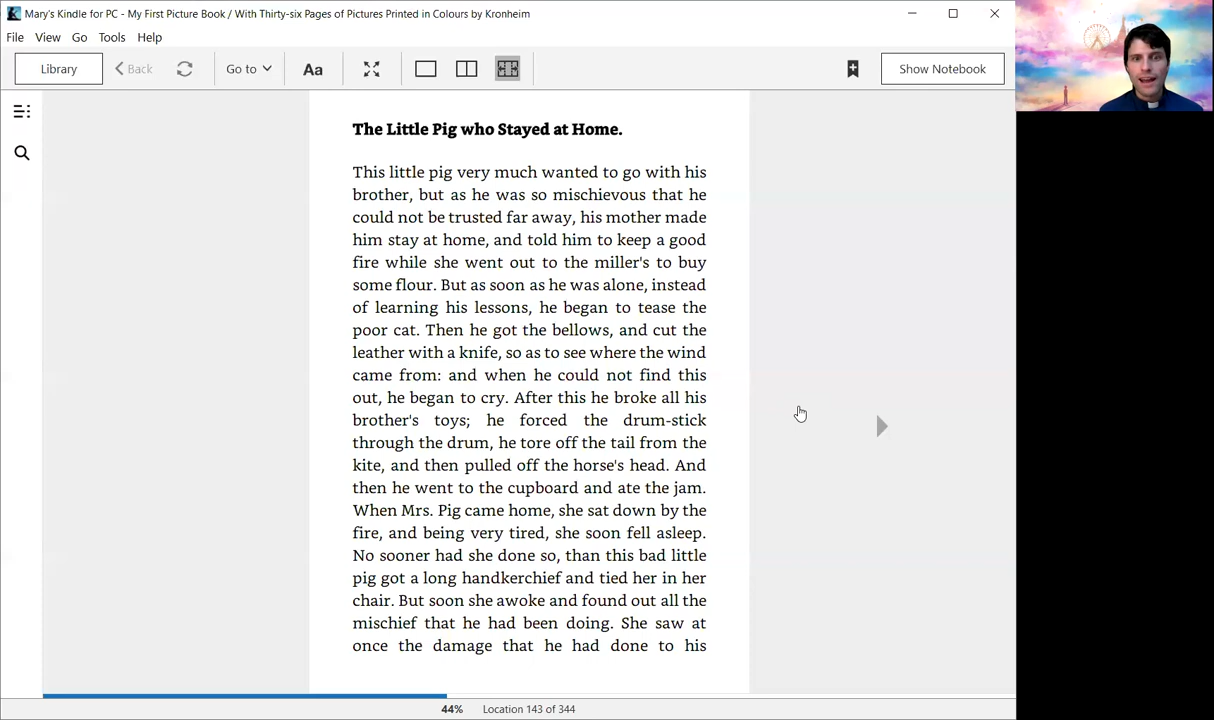 Mary's Kindle for PC - My First Picture Book / With Thirty-six Pages of Pictures Printed in Colours by Kronheim
File View Go Tools Help
Library Back Go to Aa Show Notebook
The Little Pig who Stayed at Home.
This little pig very much wanted to go with his
brother, but as he was so mischievous that he
could not be trusted far away, his mother made
him stay at home, and told him to keep a good
fire while she went out to the miller's to buy
some flour. But as soon as he was alone, instead
of learning his lessons, he began to tease the
poor cat. Then he got the bellows, and cut the
leather with a knife, so as to see where the wind
came from: and when he could not find this
out, he began to cry. After this he broke all his
brother's toys; he forced the drum-stick
through the drum, he tore off the tail from the
kite, and then pulled off the horse's head. And
then he went to the cupboard and ate the jam.
When Mrs. Pig came home, she sat down by the
fire, and being very tired, she soon fell asleep.
No sooner had she done so, than this bad little
pig got a long handkerchief and tied her in her
chair. But soon she awoke and found out all the
mischief that he had been doing. She saw at
once the damage that he had done to his
44% Location 143 of 344